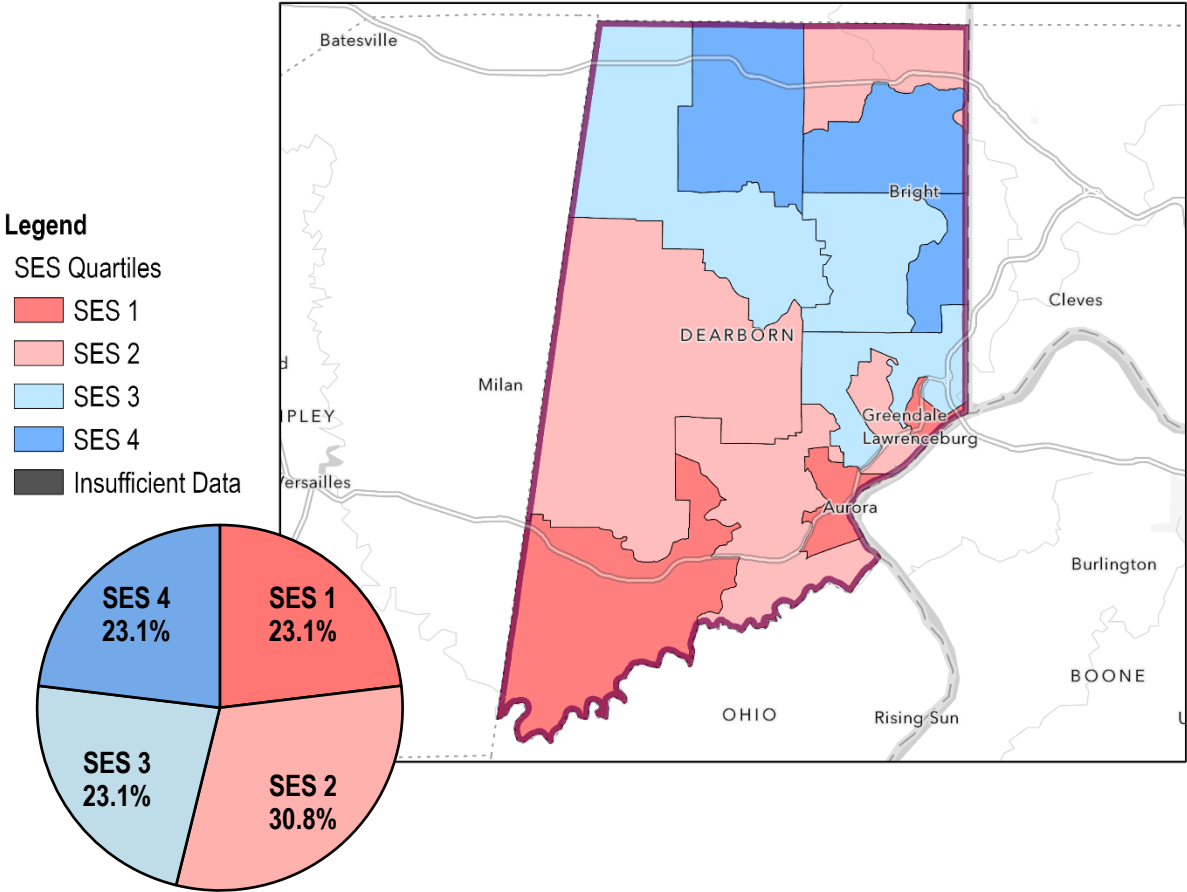 Batesville
Bright
Legend
SES Quartiles
SES 1
SES 2
SES 3
SES 4
Insufficient Data
Cleves
DEARBORN
Milan
d
IPLEY
Greendale
Lawrenceburg
Versailles
Aurora
Burlington
BOONE
OHIO
Rising Sun
SES 4
23.1%
SES 1
23.1%
SES 3
23.1%
SES 2
30.8%